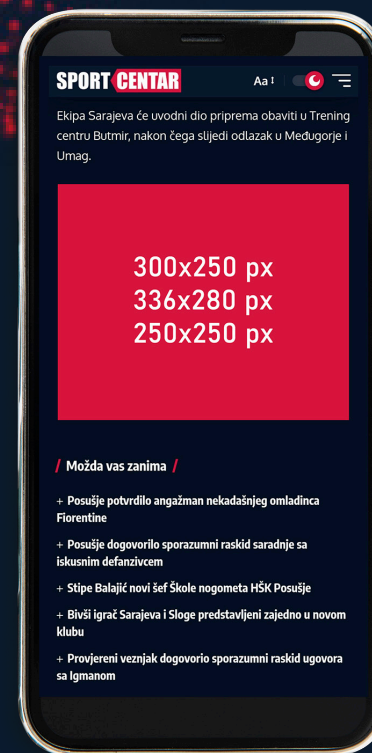 SPORT CENTAR
Aa
Ekipa Sarajeva će uvodni dio priprema obaviti u Trening
centru Butmir, nakon čega slijedi odlazak u Međugorje i
Umag.
300x250 px
336x280 px
250x250 px
/ Možda vas zanima /
+ Posušje potvrdilo angažman nekadašnjeg omladinca
Fiorentine
+ Posušje dogovorilo sporazumni raskid saradnje sa
iskusnim defanzivcem
+ Stipe Balajić novi šef Škole nogometa HŠK Posušje
+ Bivši igrač Sarajeva i Sloge predstavljeni zajedno u novom
klubu
+ Provjereni veznjak dogovorio sporazumni raskid ugovora
sa Igmanom